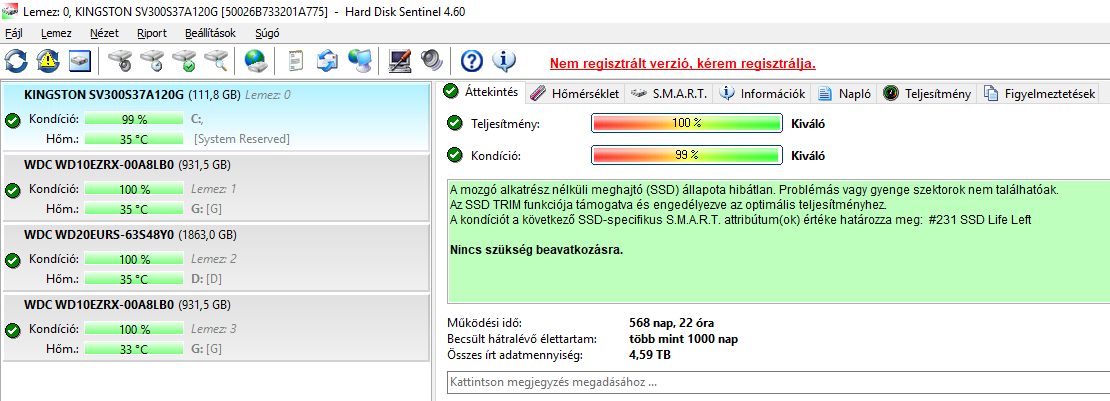 Lemez: 0, KINGSTON SV300S37A120G [50026B733201A775] - Hard Disk Sentinel 4.60
Fájl Lemez Nézet Riport Beállítások Súgó
Nem regisztrált verzió, kérem regisztrálja.
KINGSTON SV300S37A120G (111,8 GB) Lemez: 0
Kondíció: 99 % C:,
Hőm.: 35 °C [System Reserved]
WDC WD10EZRX-00A8LB0 (931,5 GB)
Kondíció: 100 % Lemez: 1
Hőm.: 35 °C G: [G]
WDC WD20EURS-63S48Y0 (1863,0 GB)
Kondíció: 100 % Lemez: 2
Hőm.: 35 °C D: [D]
WDC WD10EZRX-00A8LB0 (931,5 GB)
Kondíció: 100 % Lemez: 3
Hőm.: 33 °C G: [G]
Áttekintés Hőmérséklet S.M.A.R.T. Információk Napló Teljesítmény Figyelmeztetések
Teljesítmény: 100 % Kiváló
Kondíció: 99 % Kiváló
A mozgó alkatrész nélküli meghajtó (SSD) állapota hibátlan. Problémás vagy gyenge szektorok nem találhatóak.
Az SSD TRIM funkciója támogatva és engedélyezve az optimális teljesítményhez.
A kondíciót a következő SSD-specifikus S.M.A.R.T. attribútum(ok) értéke határozza meg: #231 SSD Life Left
Nincs szükség beavatkozásra.
Működési idő: 568 nap, 22 óra
Becsült hátralévő élettartam: több mint 1000 nap
Összes írt adatmennyiség: 4,59 TB
Kattintson megjegyzés megadásához ...